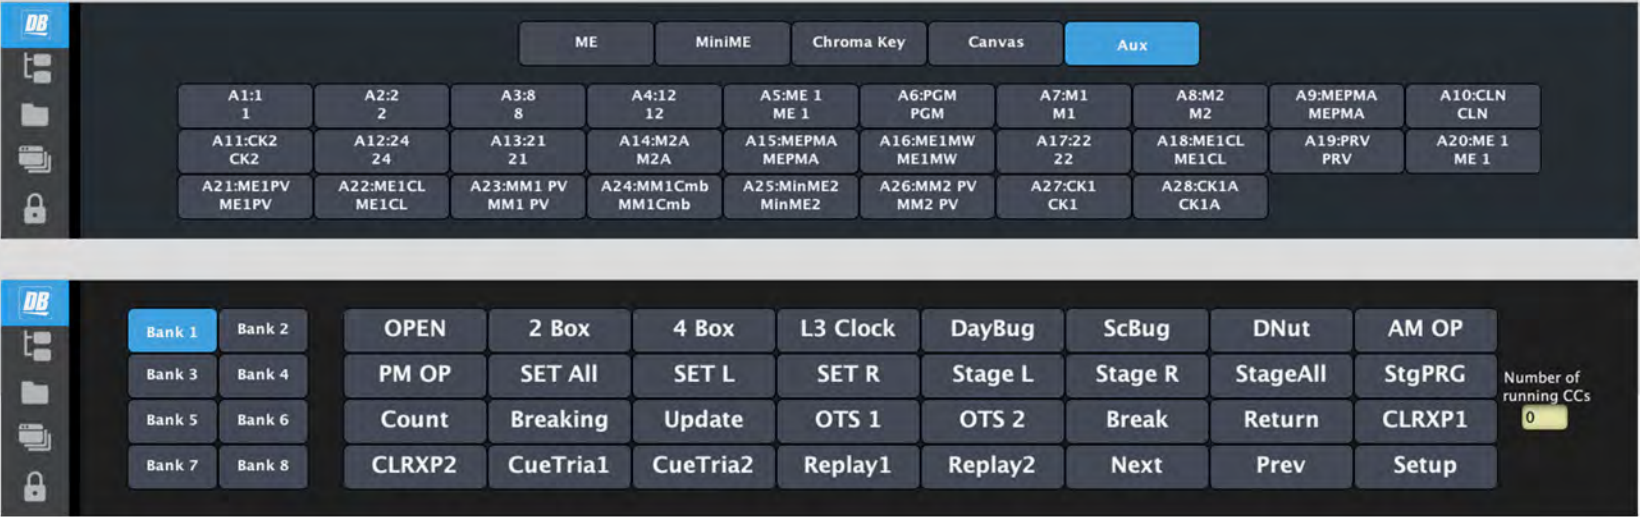 DB
ME MiniME Chroma Key Canvas Aux
A1:1 A2:2 A3:8 A4:12 A5:ME 1 A6:PGM A7:M1 A8:M2 A9:MEPMA A10:CLN
1 2 8 12 ME 1 PGM M1 M2 MEPMA CLN
A11:CK2 A12:24 A13:21 A14:M2A A15:MEPMA A16:ME1MW A17:22 A18:ME1CL A19:PRV A20:ME 1
CK2 24 21 M2A MEPMA ME1MW 22 ME1CL PRV ME 1
A21:ME1PV A22:ME1CL A23:MM1 PV A24:MM1Cmb A25:MinME2 A26:MM2 PV A27:CK1 A28:CK1A
ME1PV ME1CL MM1 PV MM1Cmb MinME2 MM2 PV CK1 CK1A
DB
Bank 1 Bank 2 OPEN 2 Box 4 Box L3 Clock DayBug ScBug DNut AM OP
Bank 3 Bank 4 PM OP SET All SET L SET R Stage L Stage R StageAll StgPRG
Number of
running CCs
0
Bank 5 Bank 6 Count Breaking Update OTS 1 OTS 2 Break Return CLRXP1
Bank 7 Bank 8 CLRXP2 CueTria1 CueTria2 Replay1 Replay2 Next Prev Setup